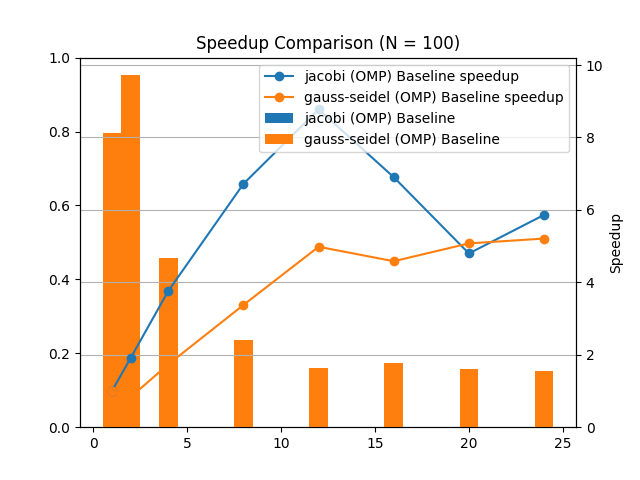 Speedup Comparison (N = 100)
jacobi (OMP) Baseline speedup
gauss-seidel (OMP) Baseline speedup
jacobi (OMP) Baseline
gauss-seidel (OMP) Baseline
1.0
0.8
0.6
0.4
0.2
0.0
10
8
6
4
2
0
Speedup
0 5 10 15 20 25